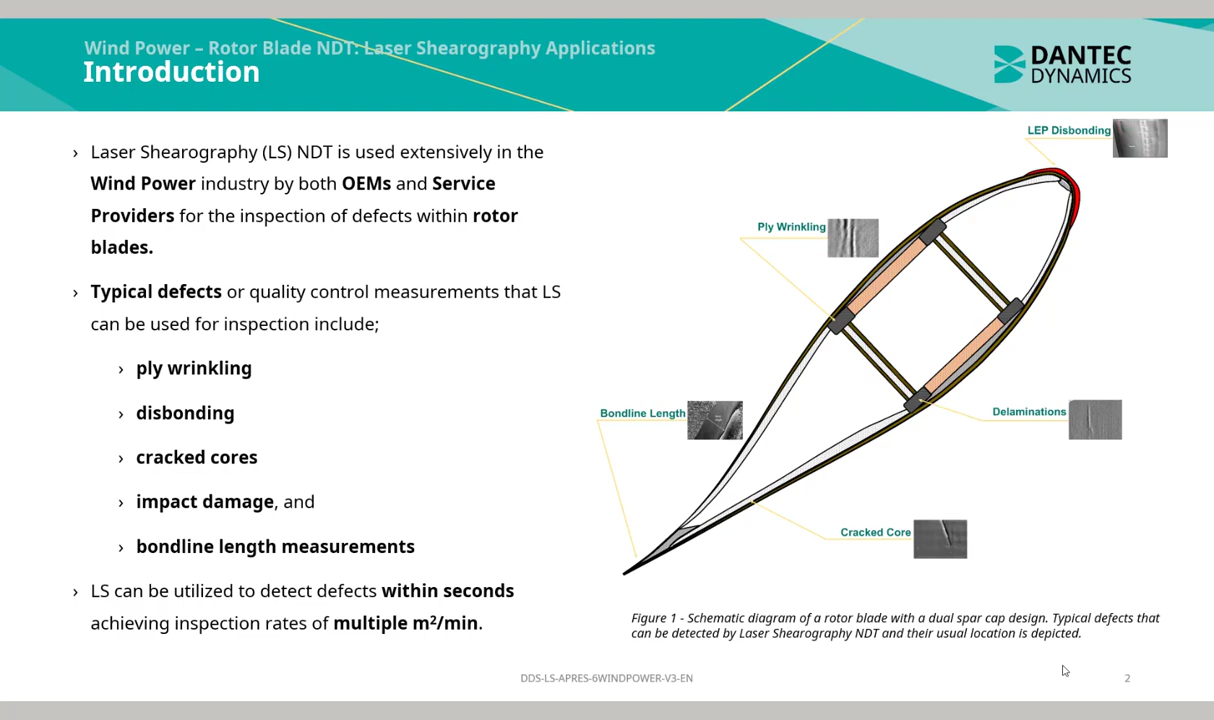 Wind Power – Rotor Blade NDT: Laser Shearography Applications
Introduction
DANTEC
DYNAMICS
› Laser Shearography (LS) NDT is used extensively in the
Wind Power industry by both OEMs and Service
Providers for the inspection of defects within rotor
blades.
› Typical defects or quality control measurements that LS
can be used for inspection include;
› ply wrinkling
› disbonding
› cracked cores
› impact damage, and
› bondline length measurements
› LS can be utilized to detect defects within seconds
achieving inspection rates of multiple m²/min.
LEP Disbonding
Ply Wrinkling
Bondline Length
Delaminations
Cracked Core
Figure 1 - Schematic diagram of a rotor blade with a dual spar cap design. Typical defects that
can be detected by Laser Shearography NDT and their usual location is depicted.
DDS-LS-APRES-6WINDPOWER-V3-EN
2